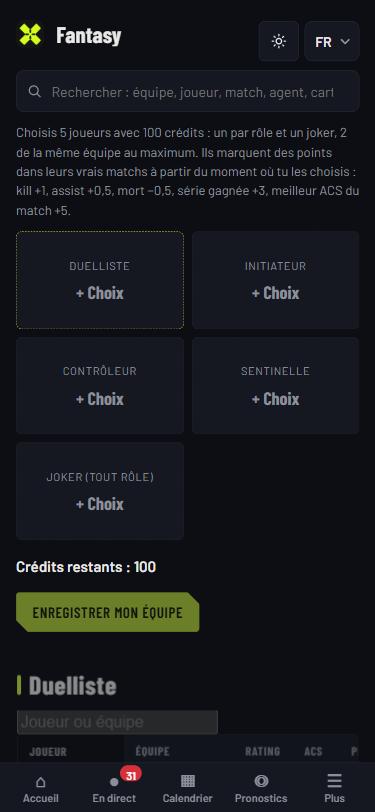 Fantasy
FR
Rechercher : équipe, joueur, match, agent, cart
Choisis 5 joueurs avec 100 crédits : un par rôle et un joker, 2
de la même équipe au maximum. Ils marquent des points
dans leurs vrais matchs à partir du moment où tu les choisis :
kill +1, assist +0,5, mort −0,5, série gagnée +3, meilleur ACS du
match +5.
DUELLISTE
+ Choix
INITIATEUR
+ Choix
CONTRÔLEUR
+ Choix
SENTINELLE
+ Choix
JOKER (TOUT RÔLE)
+ Choix
Crédits restants : 100
ENREGISTRER MON ÉQUIPE
Duelliste
Joueur ou équipe
JOUEUR ÉQUIPE RATING ACS
31
Accueil En direct Calendrier Pronostics Plus